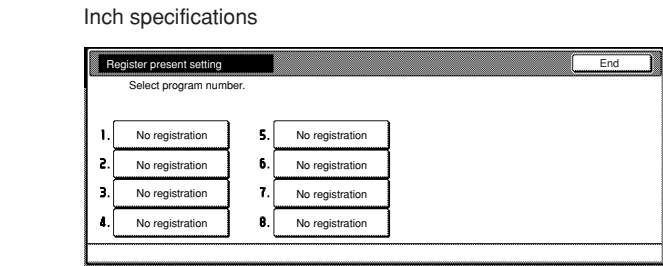 Inch specifications
Register present setting
End
Select program number.
1. No registration
5. No registration
2. No registration
6. No registration
3. No registration
7. No registration
4. No registration
8. No registration